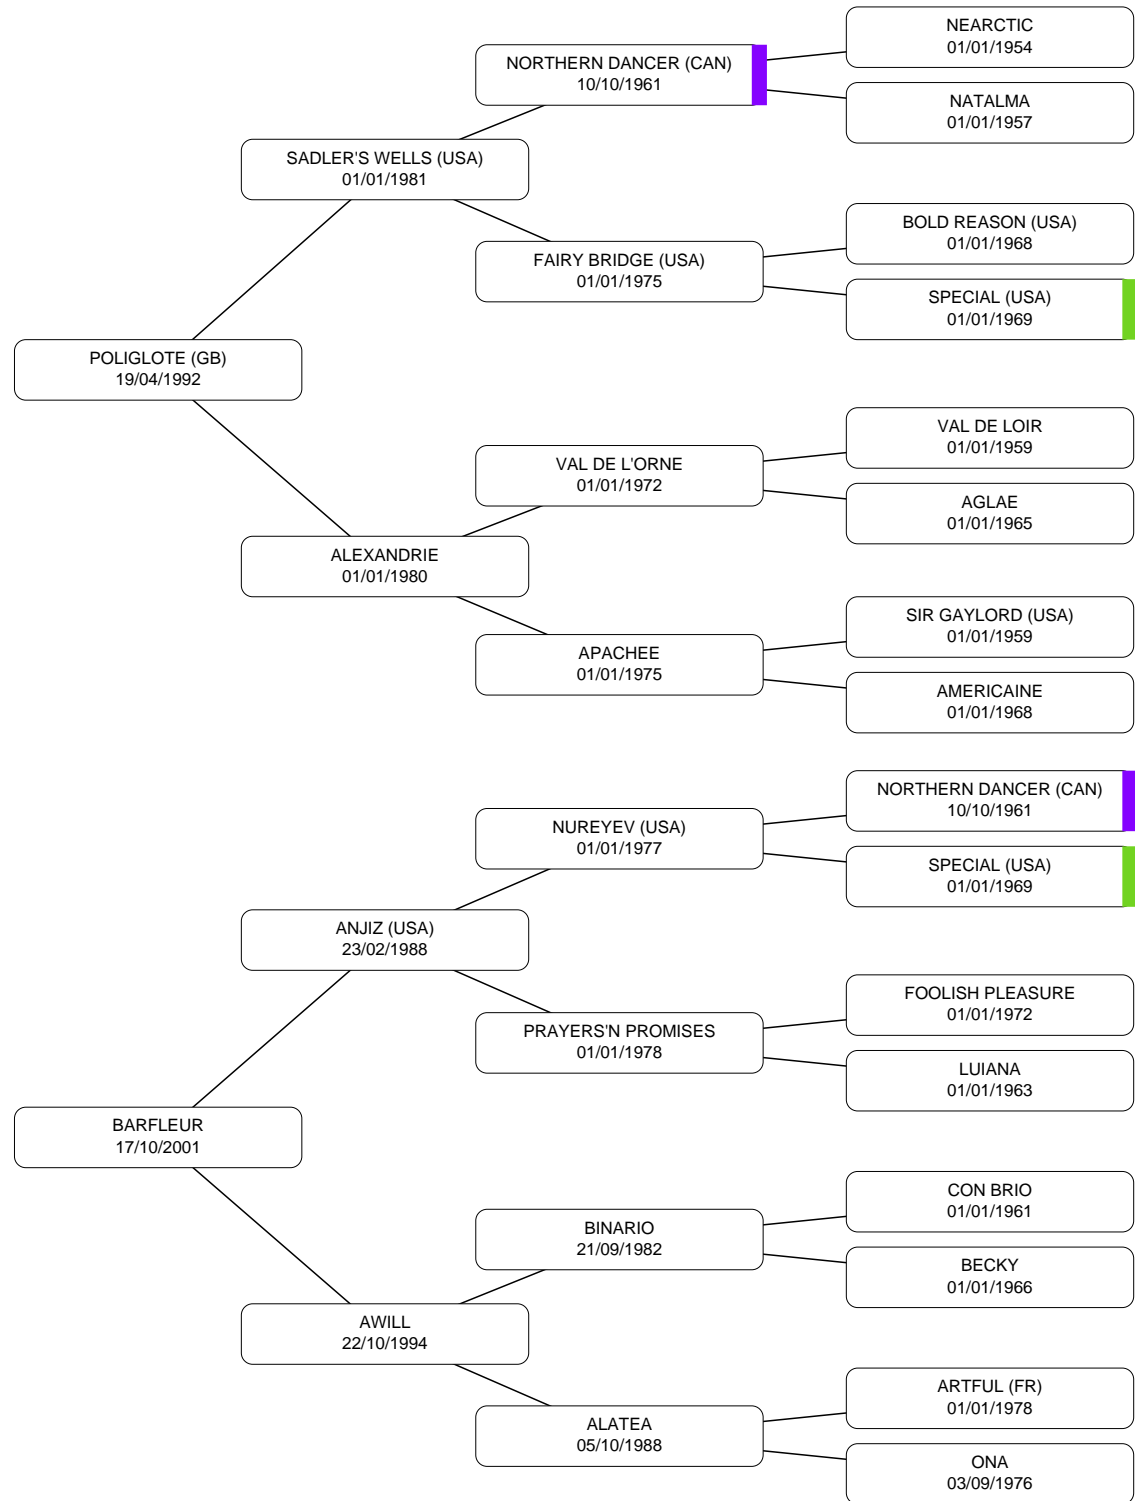 NEARCTIC
01/01/1954
NORTHERN DANCER (CAN)
10/10/1961
NATALMA
01/01/1957
SADLER'S WELLS (USA)
01/01/1981
BOLD REASON (USA)
01/01/1968
FAIRY BRIDGE (USA)
01/01/1975
SPECIAL (USA)
01/01/1969
POLIGLOTE (GB)
19/04/1992
VAL DE LOIR
01/01/1959
VAL DE L'ORNE
01/01/1972
AGLAE
01/01/1965
ALEXANDRIE
01/01/1980
SIR GAYLORD (USA)
01/01/1959
APACHEE
01/01/1975
AMERICAINE
01/01/1968
NORTHERN DANCER (CAN)
10/10/1961
NUREYEV (USA)
01/01/1977
SPECIAL (USA)
01/01/1969
ANJIZ (USA)
23/02/1988
FOOLISH PLEASURE
01/01/1972
PRAYERS'N PROMISES
01/01/1978
LUIANA
01/01/1963
BARFLEUR
17/10/2001
CON BRIO
01/01/1961
BINARIO
21/09/1982
BECKY
01/01/1966
AWILL
22/10/1994
ARTFUL (FR)
01/01/1978
ALATEA
05/10/1988
ONA
03/09/1976